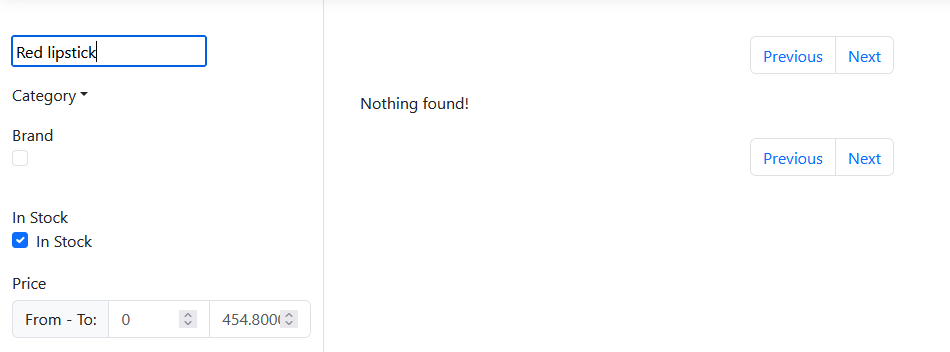 Red lipstick
Category
Brand
In Stock
In Stock
Price
From - To: 0 454.800
Previous Next
Nothing found!
Previous Next